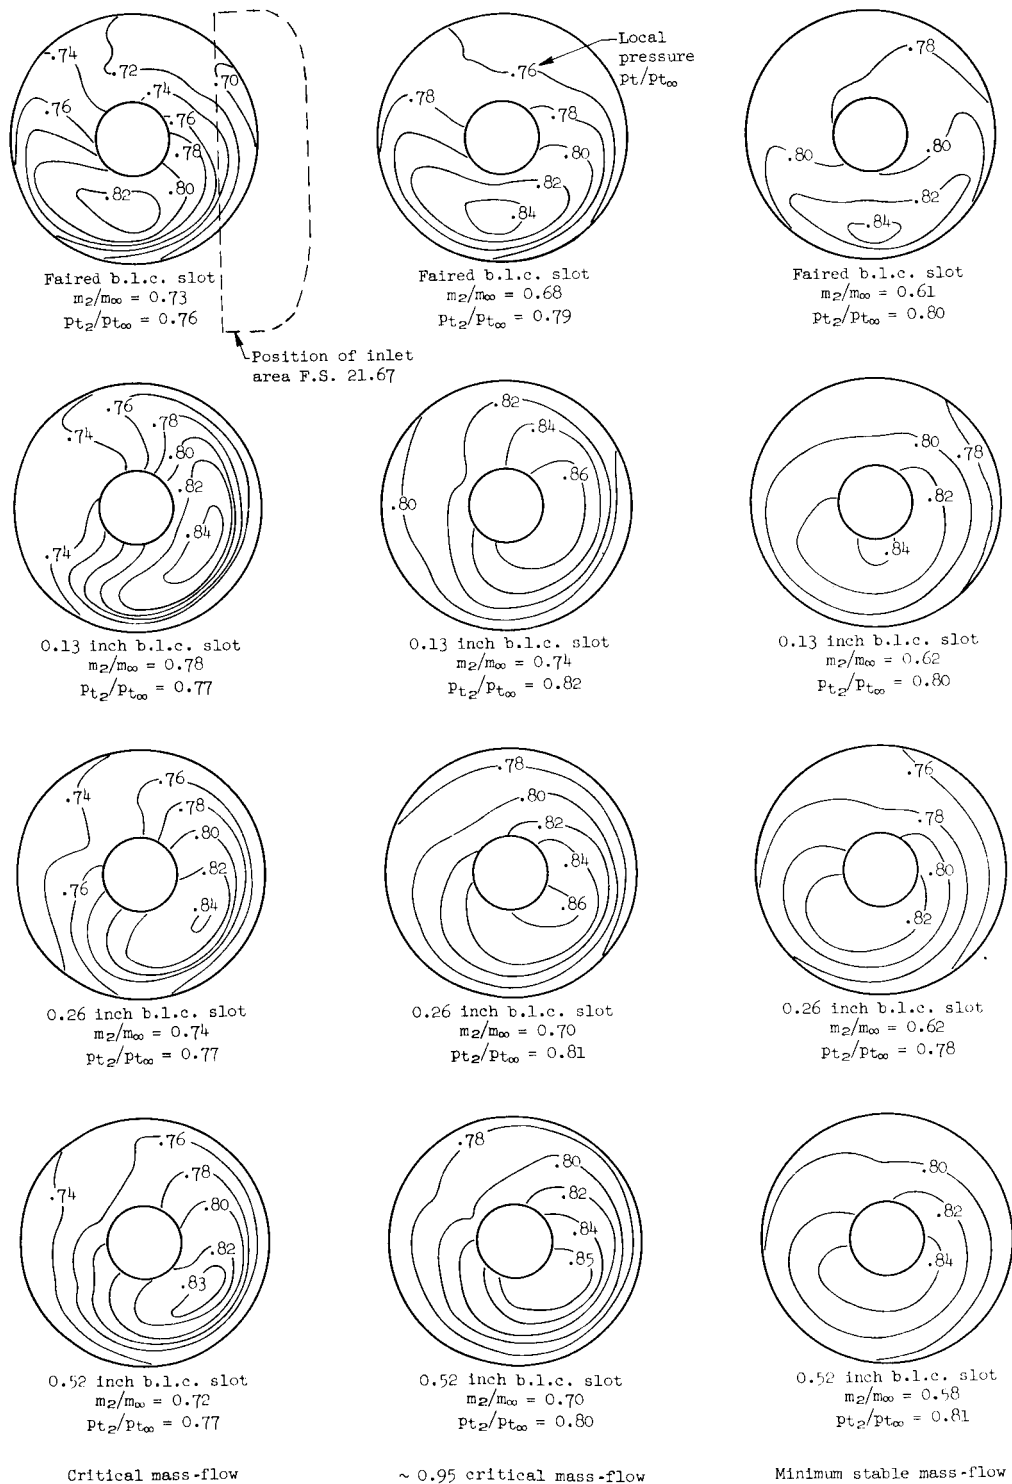 .74
.72
.70
.74
.76
.76
.78
.80
.82
Faired b.l.c. slot
m₂/m∞ = 0.73
pt₂/pt∞ = 0.76
Position of inlet
area F.S. 21.67
Local
pressure
pt/pt∞
.76
.78
.78
.80
.82
.84
Faired b.l.c. slot
m₂/m∞ = 0.68
pt₂/pt∞ = 0.79
.78
.80
.80
.82
.84
Faired b.l.c. slot
m₂/m∞ = 0.61
pt₂/pt∞ = 0.80
.76
.78
.74
.80
.82
.84
.74
0.13 inch b.l.c. slot
m₂/m∞ = 0.78
pt₂/pt∞ = 0.77
.82
.84
.86
.80
0.13 inch b.l.c. slot
m₂/m∞ = 0.74
pt₂/pt∞ = 0.82
.80
.78
.82
.84
0.13 inch b.l.c. slot
m₂/m∞ = 0.62
pt₂/pt∞ = 0.80
.76
.74
.78
.80
.82
.76
.84
0.26 inch b.l.c. slot
m₂/m∞ = 0.74
pt₂/pt∞ = 0.77
.78
.80
.82
.84
.86
0.26 inch b.l.c. slot
m₂/m∞ = 0.70
pt₂/pt∞ = 0.81
.76
.78
.80
.82
0.26 inch b.l.c. slot
m₂/m∞ = 0.62
pt₂/pt∞ = 0.78
.76
.78
.74
.80
.82
.83
0.52 inch b.l.c. slot
m₂/m∞ = 0.72
pt₂/pt∞ = 0.77
.78
.80
.82
.84
.85
0.52 inch b.l.c. slot
m₂/m∞ = 0.70
pt₂/pt∞ = 0.80
.80
.82
.84
0.52 inch b.l.c. slot
m₂/m∞ = 0.58
pt₂/pt∞ = 0.81
Critical mass-flow
~ 0.95 critical mass-flow
Minimum stable mass-flow